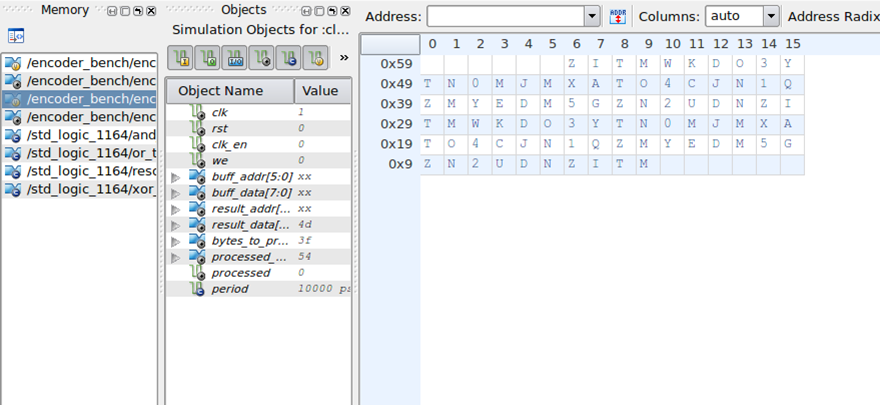 Memory
/encoder_bench/enc
/encoder_bench/enc
/encoder_bench/enc
/encoder_bench/enc
/std_logic_1164/and
/std_logic_1164/or_t
/std_logic_1164/reso
/std_logic_1164/xor_
Objects
Simulation Objects for :cl...
»
Object Name Value
clk 1
rst 0
clk_en 0
we 0
buff_addr[5:0] xx
buff_data[7:0] xx
result_addr[... xx
result_data[... 4d
bytes_to_pr... 3f
processed_... 54
processed 0
period 10000 ps
Address: ADDR Columns: auto Address Radix
0 1 2 3 4 5 6 7 8 9 10 11 12 13 14 15
0x59 Z I T M W K D O 3 Y
0x49 T N 0 M J M X A T O 4 C J N 1 Q
0x39 Z M Y E D M 5 G Z N 2 U D N Z I
0x29 T M W K D O 3 Y T N 0 M J M X A
0x19 T O 4 C J N 1 Q Z M Y E D M 5 G
0x9 Z N 2 U D N Z I T M